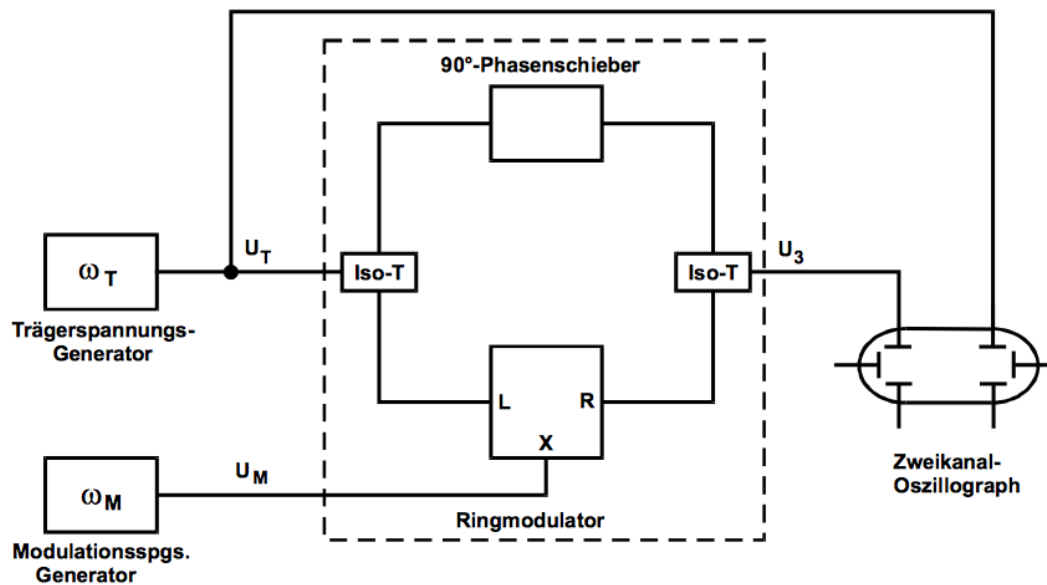 90°-Phasenschieber
U_T
ω_T
Iso-T
Iso-T
U_3
Trägerspannungs-
Generator
L
R
X
U_M
ω_M
Ringmodulator
Zweikanal-
Oszillograph
Modulationsspgs.
Generator